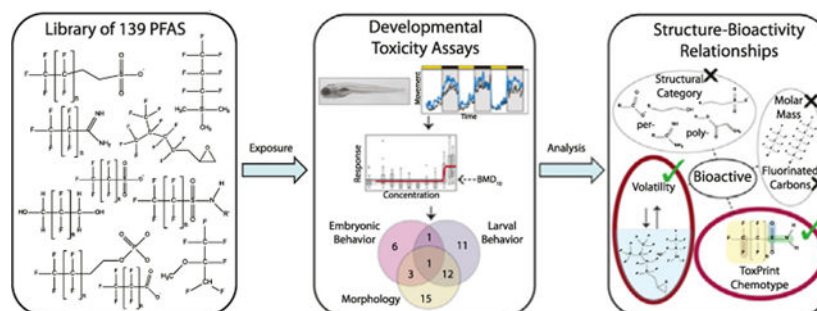 Library of 139 PFAS
Exposure
Developmental
Toxicity Assays
Movement
Time
Response
Concentration
BMD₁₀
Embryonic
Behavior
Larval
Behavior
6
1
11
1
3
12
15
Morphology
Analysis
Structure-Bioactivity
Relationships
Structural
Category
per-
poly-
Molar
Mass
Fluorinated
Carbons
Volatility
Bioactive
ToxPrint
Chemotype